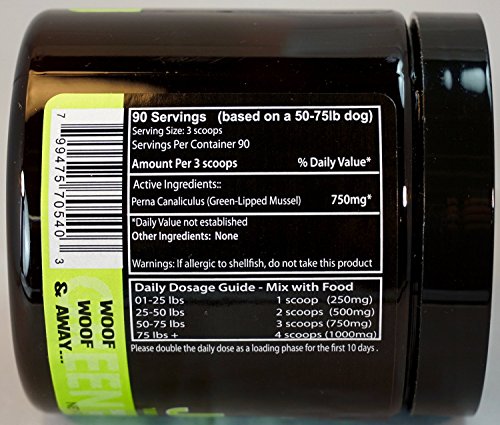 90 Servings (based on a 50-75lb dog)
Serving Size: 3 scoops
Servings Per Container 90
Amount Per 3 scoops % Daily Value*
Active Ingredients::
Perna Canaliculus (Green-Lipped Mussel) 750mg*
*Daily Value not established
Other Ingredients: None
Warnings: If allergic to shellfish, do not take this product
Daily Dosage Guide - Mix with Food
01-25 lbs 1 scoop (250mg)
25-50 lbs 2 scoops (500mg)
50-75 lbs 3 scoops (750mg)
75 lbs + 4 scoops (1000mg)
Please double the daily dose as a loading phase for the first 10 days .
7 99475 70540 3
WOOF
WOOF
& AWAY...